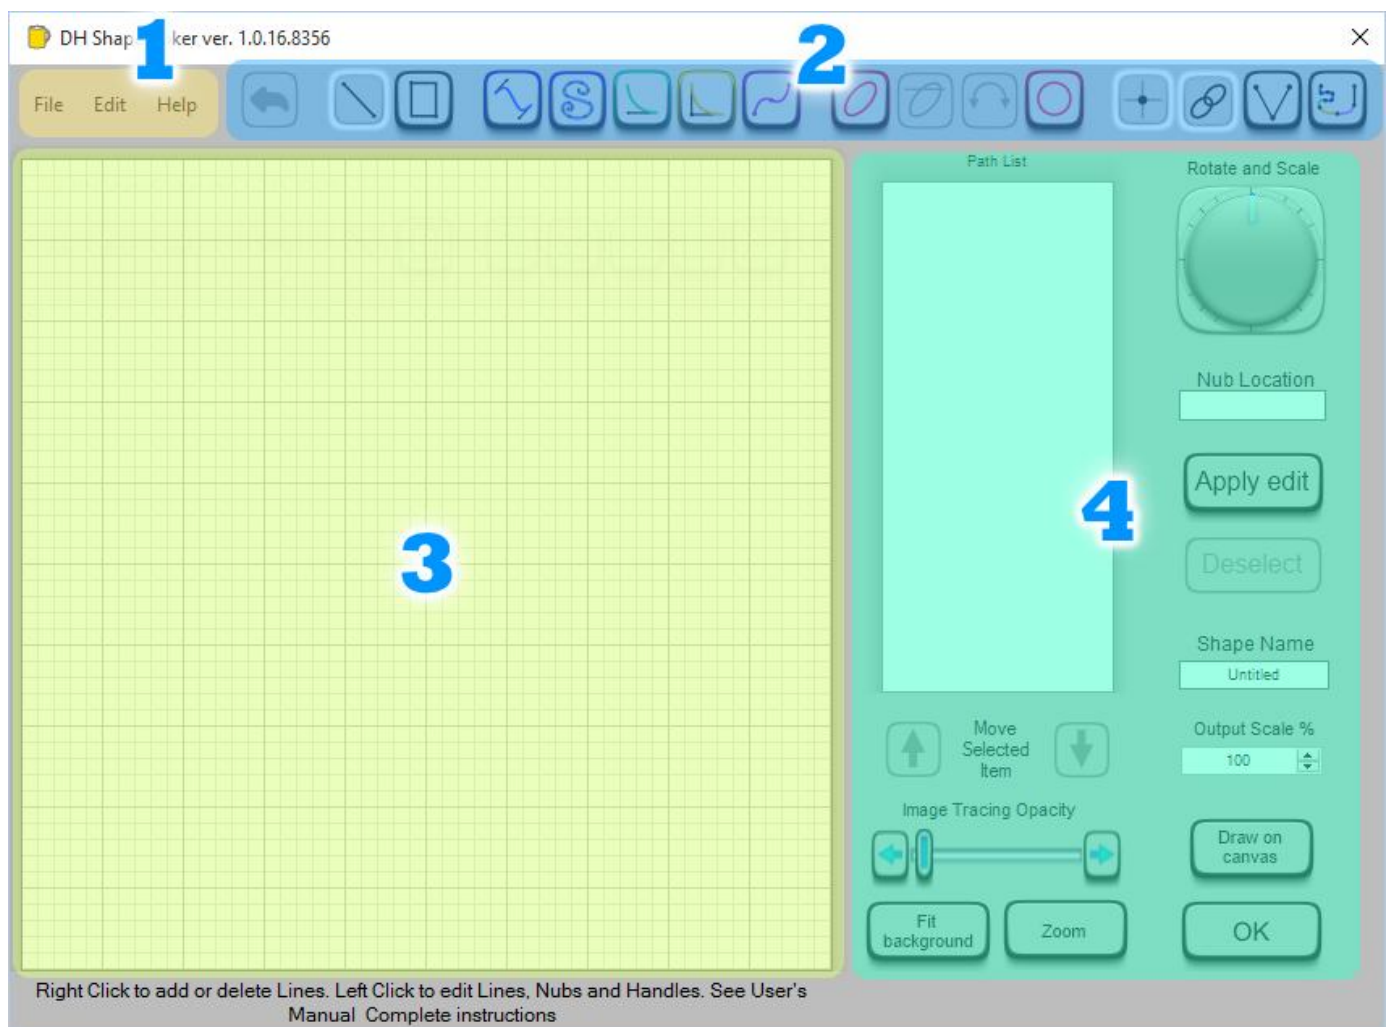 DH Shap ker ver. 1.0.16.8356
1
2
File Edit Help
Path List
Rotate and Scale
Nub Location
3
4
Apply edit
Deselect
Shape Name
Untitled
Move
Selected
Item
Output Scale %
100
Image Tracing Opacity
Draw on
canvas
Fit
background
Zoom
OK
Right Click to add or delete Lines. Left Click to edit Lines, Nubs and Handles. See User's
Manual Complete instructions